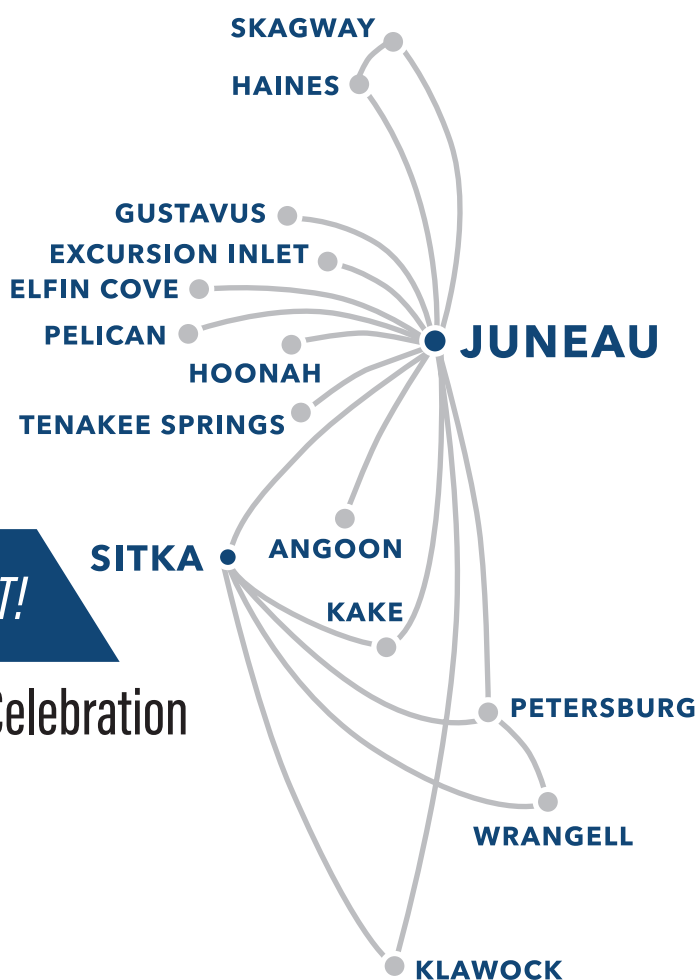 SKAGWAY
HAINES
GUSTAVUS
EXCURSION INLET
ELFIN COVE
PELICAN
JUNEAU
HOONAH
TENAKEE SPRINGS
ANGOON
SITKA
KAKE
Celebration
PETERSBURG
WRANGELL
KLAWOCK